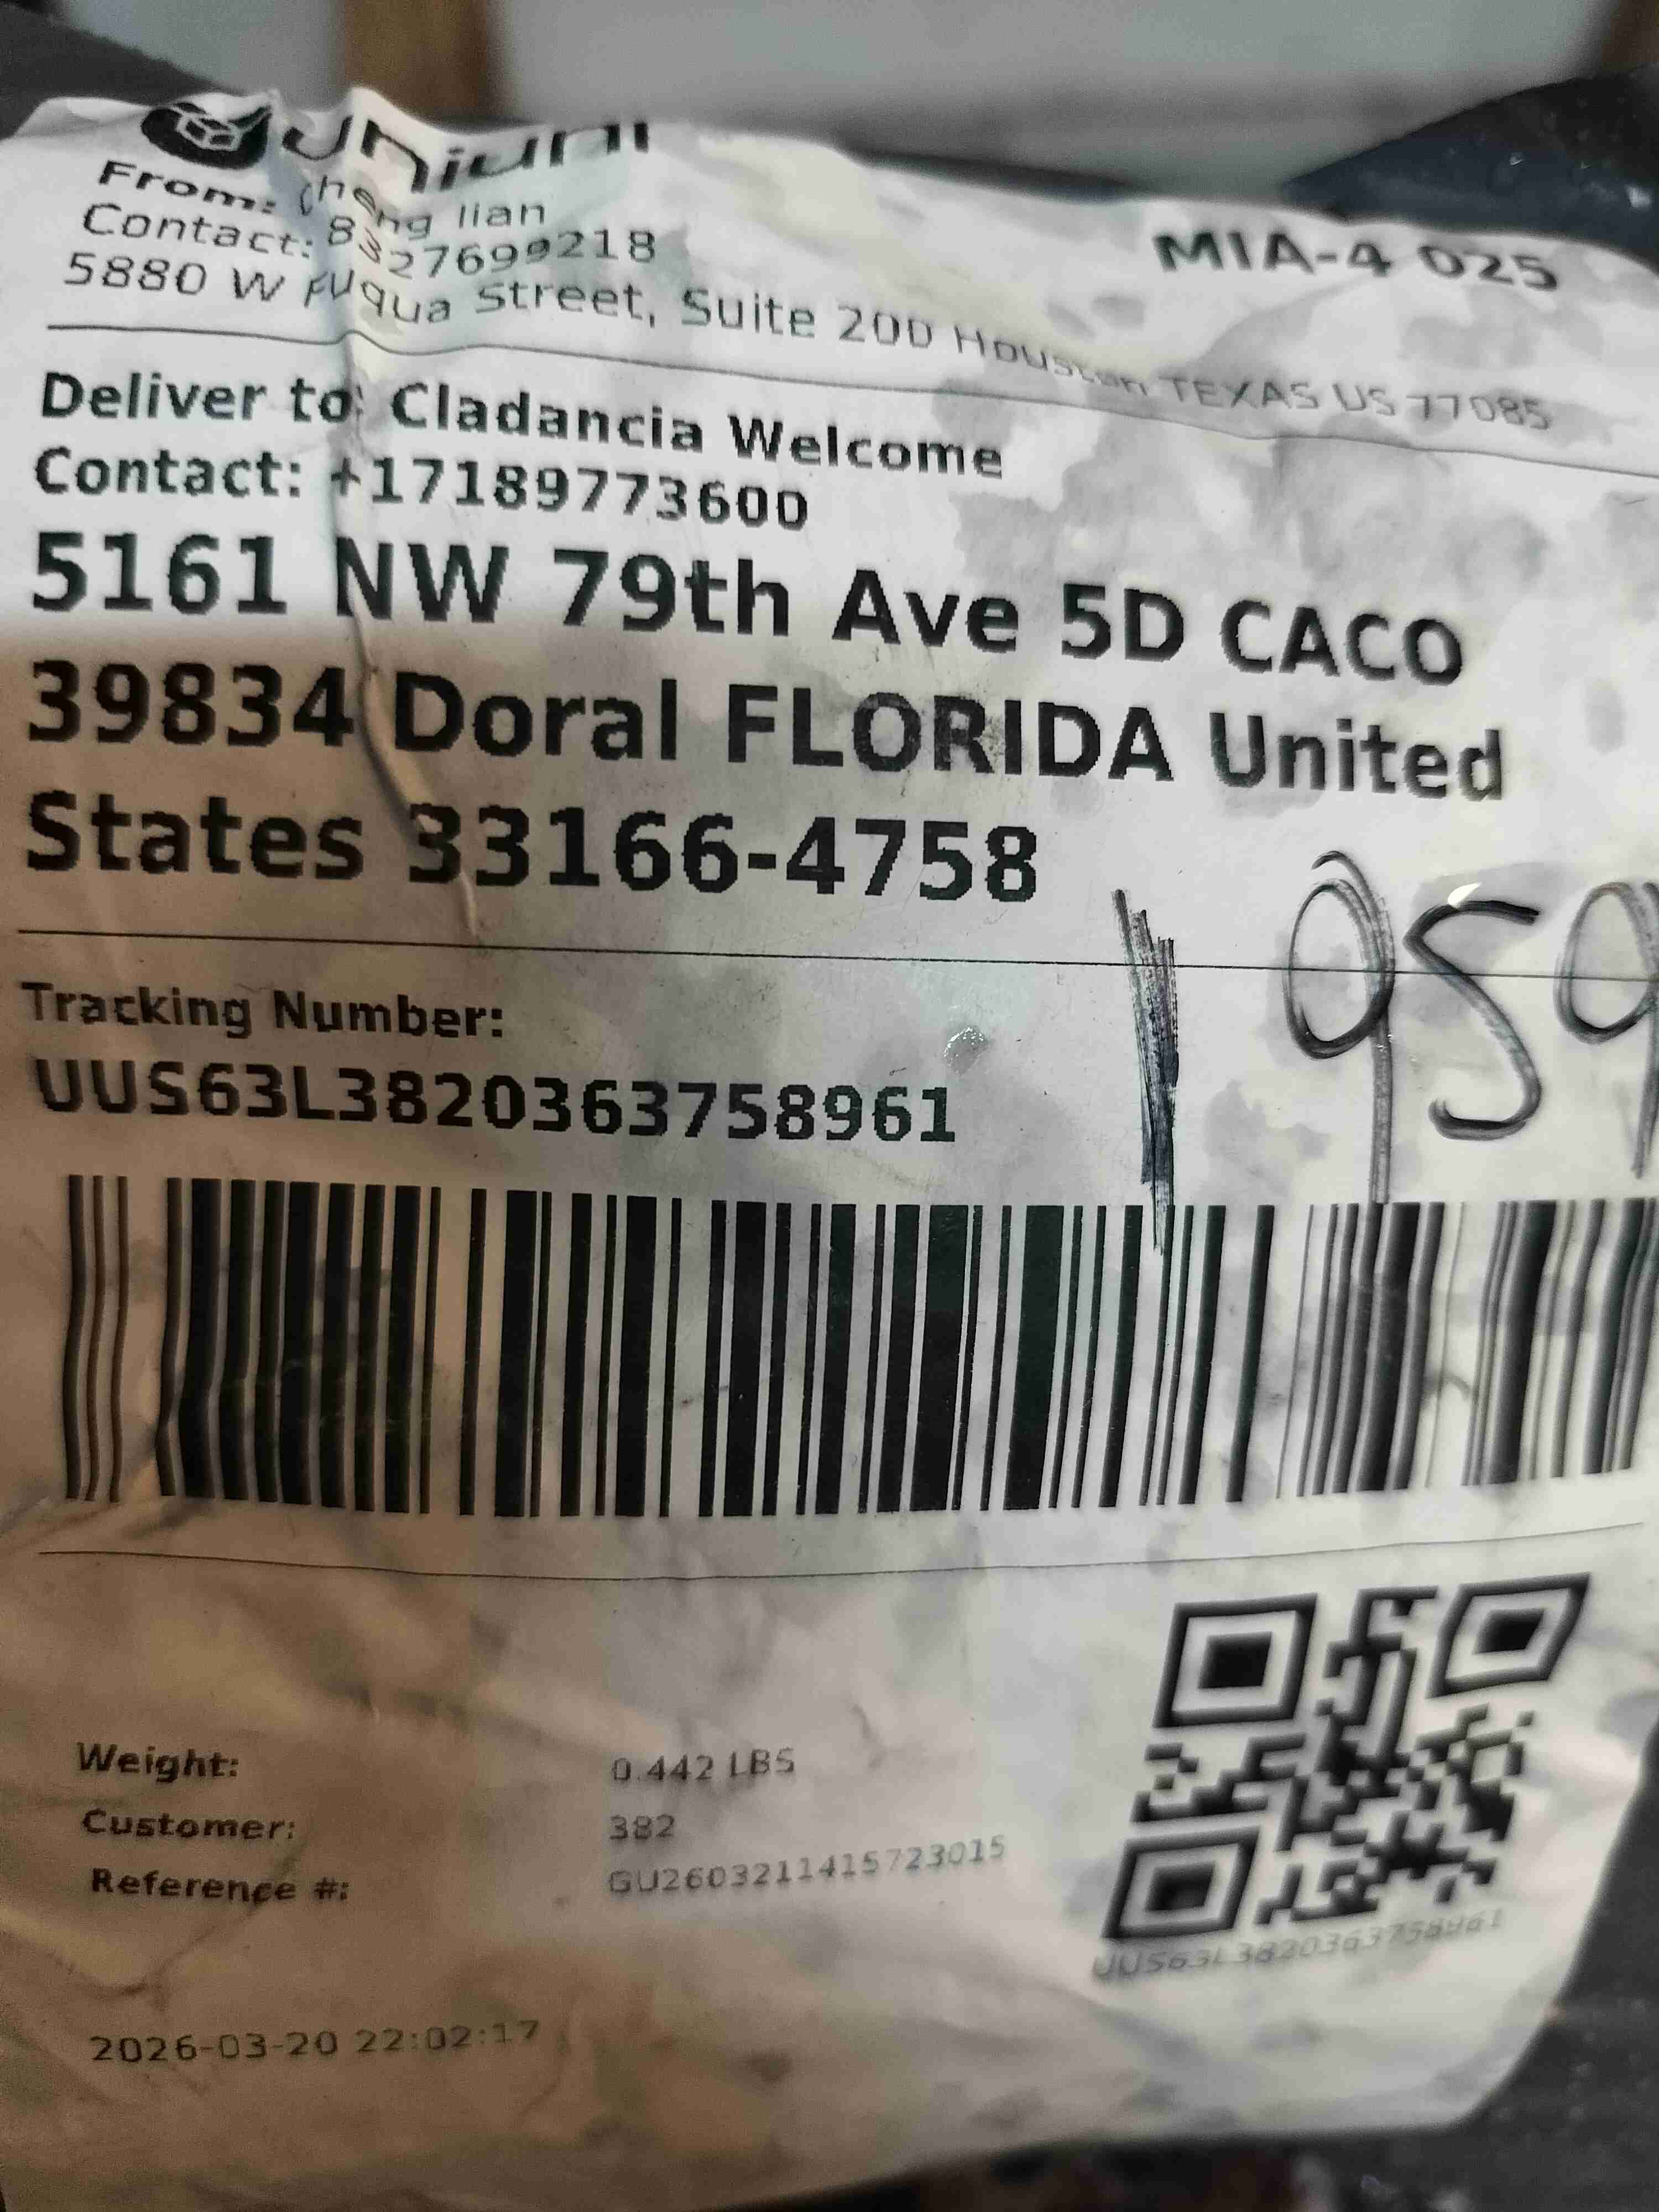 uniuni
From: cheng lian
Contact: 8327699218
5880 W Fuqua Street, Suite 200 Houston TEXAS US 77085
MIA-4 025
Deliver to: Cladancia Welcome
Contact: +17189773600
5161 NW 79th Ave 5D CACO
39834 Doral FLORIDA United
States 33166-4758
1959
Tracking Number:
UUS63L3820363758961
Weight: 0.442 LBS
Customer: 382
Reference #: GU2603211415723015
UUS63L3820363758961
2026-03-20 22:02:17